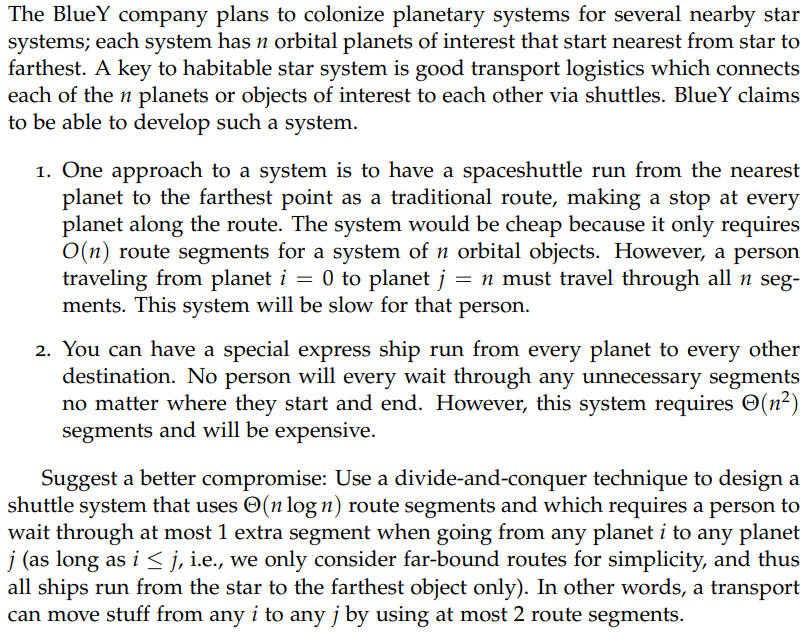 The BlueY company plans to colonize planetary systems for several nearby star
systems; each system has n orbital planets of interest that start nearest from star to
farthest. A key to habitable star system is good transport logistics which connects
each of the n planets or objects of interest to each other via shuttles. BlueY claims
to be able to develop such a system.
1. One approach to a system is to have a spaceshuttle run from the nearest
planet to the farthest point as a traditional route, making a stop at every
planet along the route. The system would be cheap because it only requires
O(n) route segments for a system of n orbital objects. However, a person
traveling from planet i = 0 to planet j = n must travel through all n seg-
ments. This system will be slow for that person.
2. You can have a special express ship run from every planet to every other
destination. No person will every wait through any unnecessary segments
no matter where they start and end. However, this system requires Θ(n²)
segments and will be expensive.
Suggest a better compromise: Use a divide-and-conquer technique to design a
shuttle system that uses Θ(n log n) route segments and which requires a person to
wait through at most 1 extra segment when going from any planet i to any planet
j (as long as i ≤ j, i.e., we only consider far-bound routes for simplicity, and thus
all ships run from the star to the farthest object only). In other words, a transport
can move stuff from any i to any j by using at most 2 route segments.